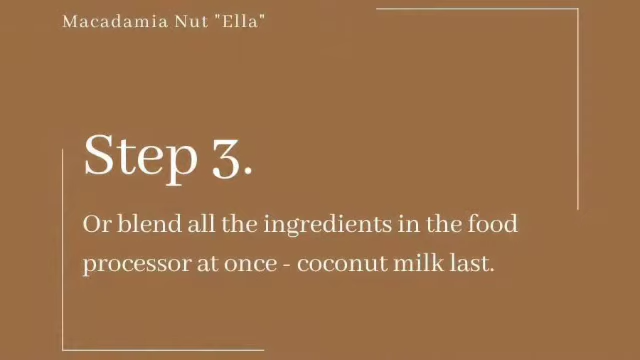 Macadamia Nut "Ella"
Step 3.
Or blend all the ingredients in the food
processor at once - coconut milk last.